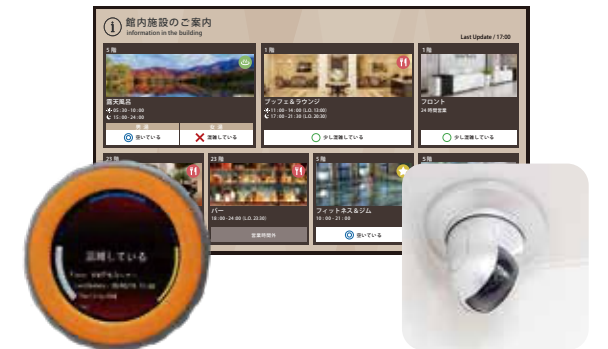 館内施設のご案内
information in the building
Last Update / 17:00
5 階
露天風呂
05:30 - 10:00
15:00 - 24:00
空いている
混雑している
1 階
ブッフェ＆ラウンジ
11:00 - 14:00 (L.O. 13:00)
17:00 - 21:30 (L.O. 20:30)
少し混雑している
1 階
フロント
24 時間営業
少し混雑している
23 階
23 階
バー
18:00 - 24:00 (L.O. 23:30)
営業時間外
5 階
フィットネス＆ジム
10:00 - 21:00
空いている
5 階
混雑している